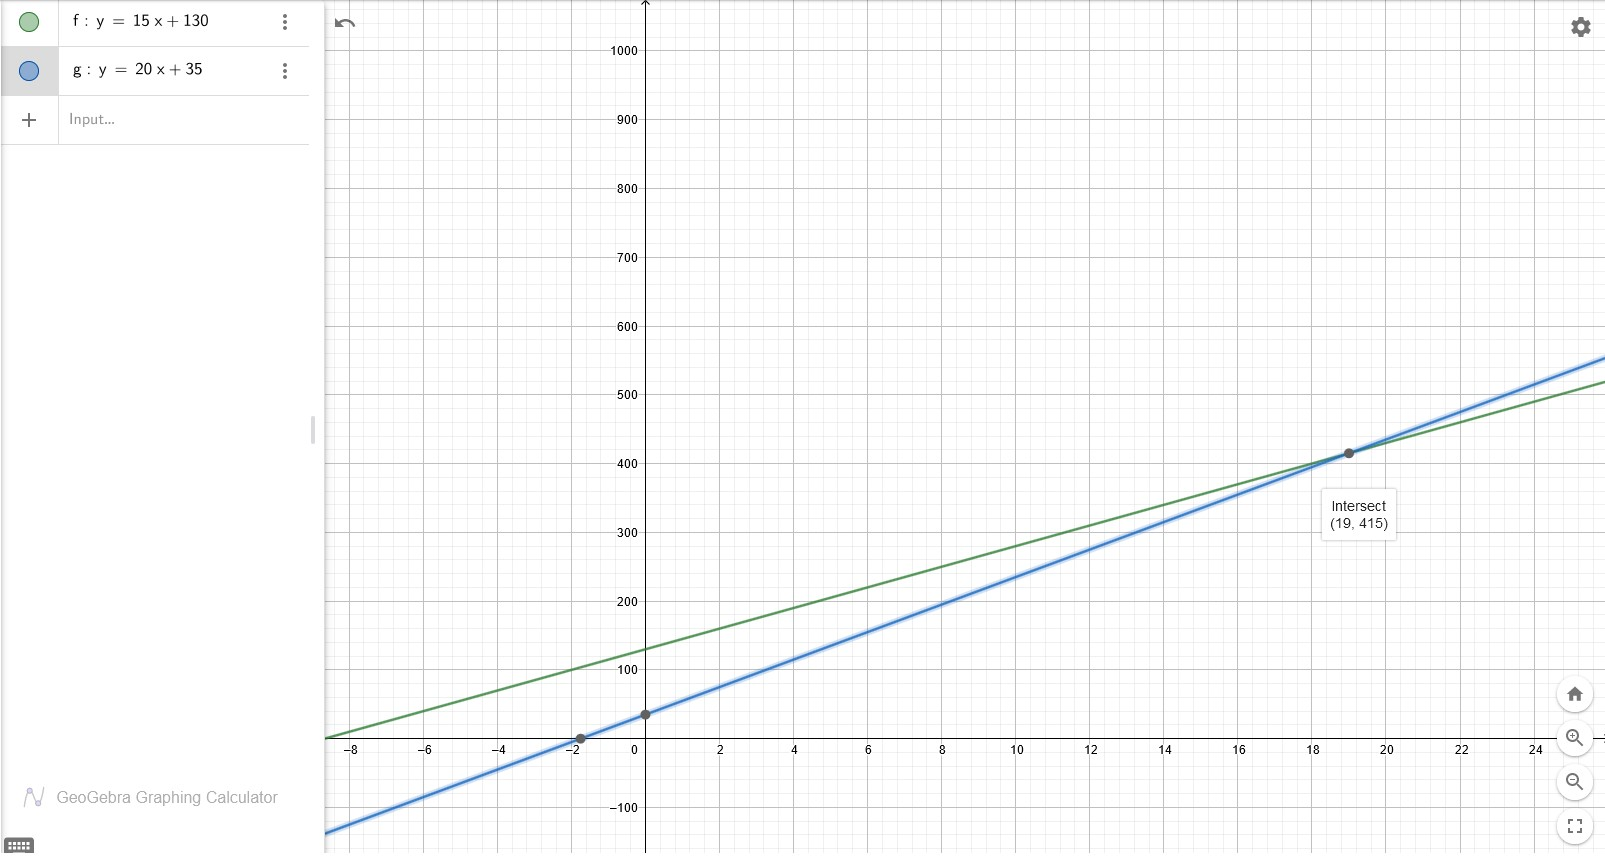 f : y = 15 x + 130
g : y = 20 x + 35
Input...
GeoGebra Graphing Calculator
1000
900
800
700
600
500
400
300
200
100
−100
−8 −6 −4 −2 0 2 4 6 8 10 12 14 16 18 20 22 24
Intersect
(19, 415)